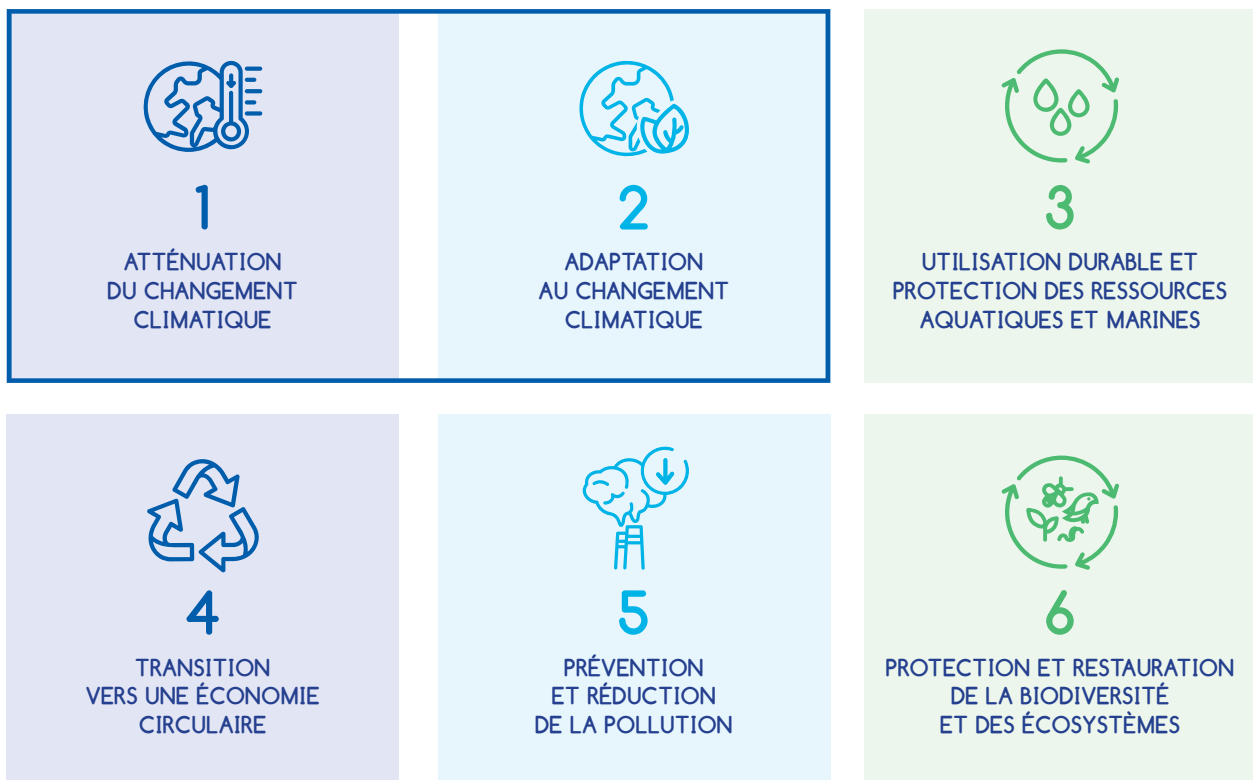 1
ATTÉNUATION
DU CHANGEMENT
CLIMATIQUE
2
ADAPTATION
AU CHANGEMENT
CLIMATIQUE
3
UTILISATION DURABLE ET
PROTECTION DES RESSOURCES
AQUATIQUES ET MARINES
4
TRANSITION
VERS UNE ÉCONOMIE
CIRCULAIRE
5
PRÉVENTION
ET RÉDUCTION
DE LA POLLUTION
6
PROTECTION ET RESTAURATION
DE LA BIODIVERSITÉ
ET DES ÉCOSYSTÈMES